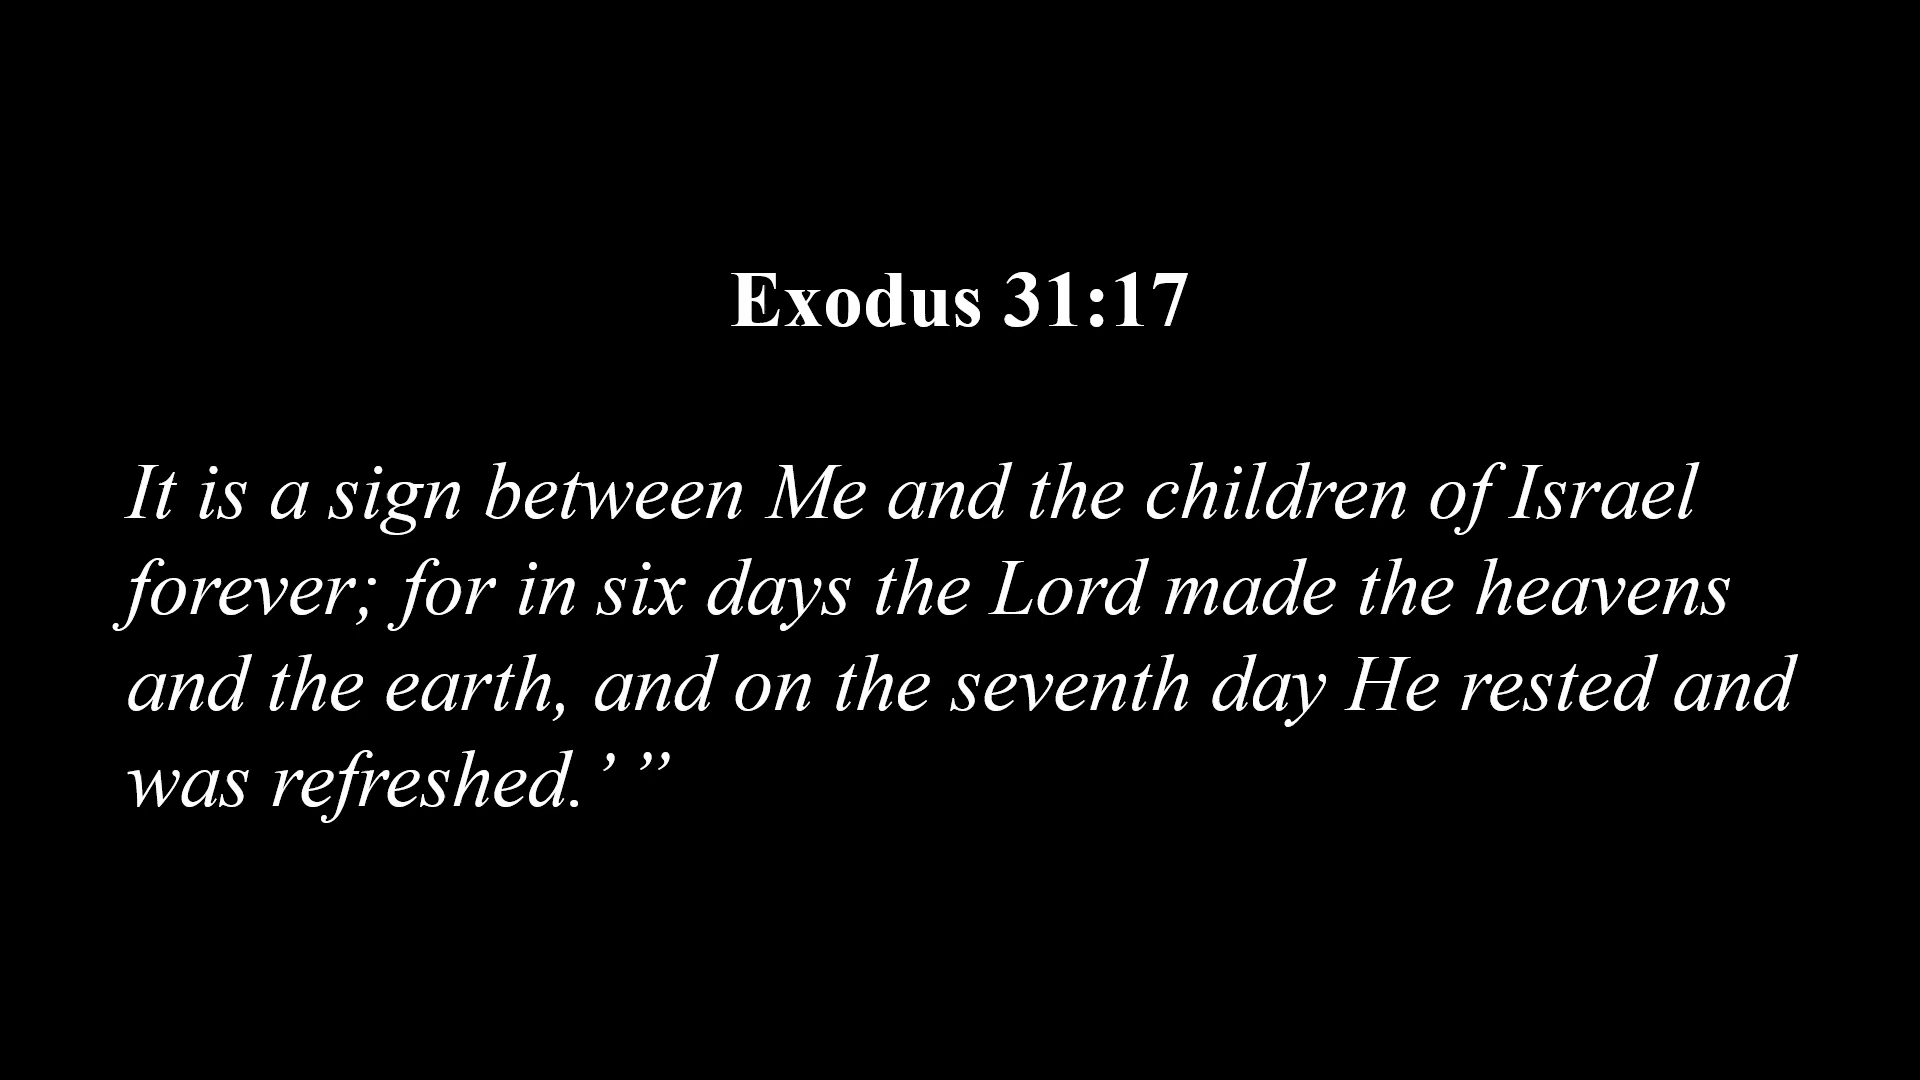 Exodus 31:17
It is a sign between Me and the children of Israel
forever; for in six days the Lord made the heavens
and the earth, and on the seventh day He rested and
was refreshed.’ ”